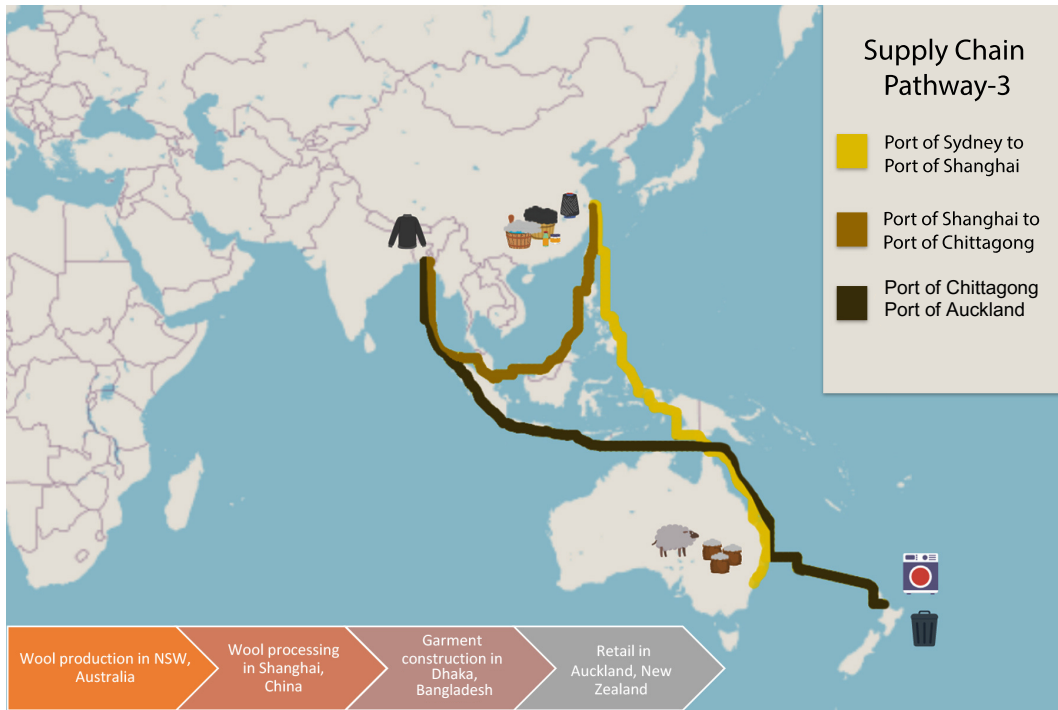 Supply Chain
Pathway-3
Port of Sydney to
Port of Shanghai
Port of Shanghai to
Port of Chittagong
Port of Chittagong
Port of Auckland
Wool production in NSW,
Australia
Wool processing
in Shanghai,
China
Garment
construction in
Dhaka,
Bangladesh
Retail in
Auckland, New
Zealand